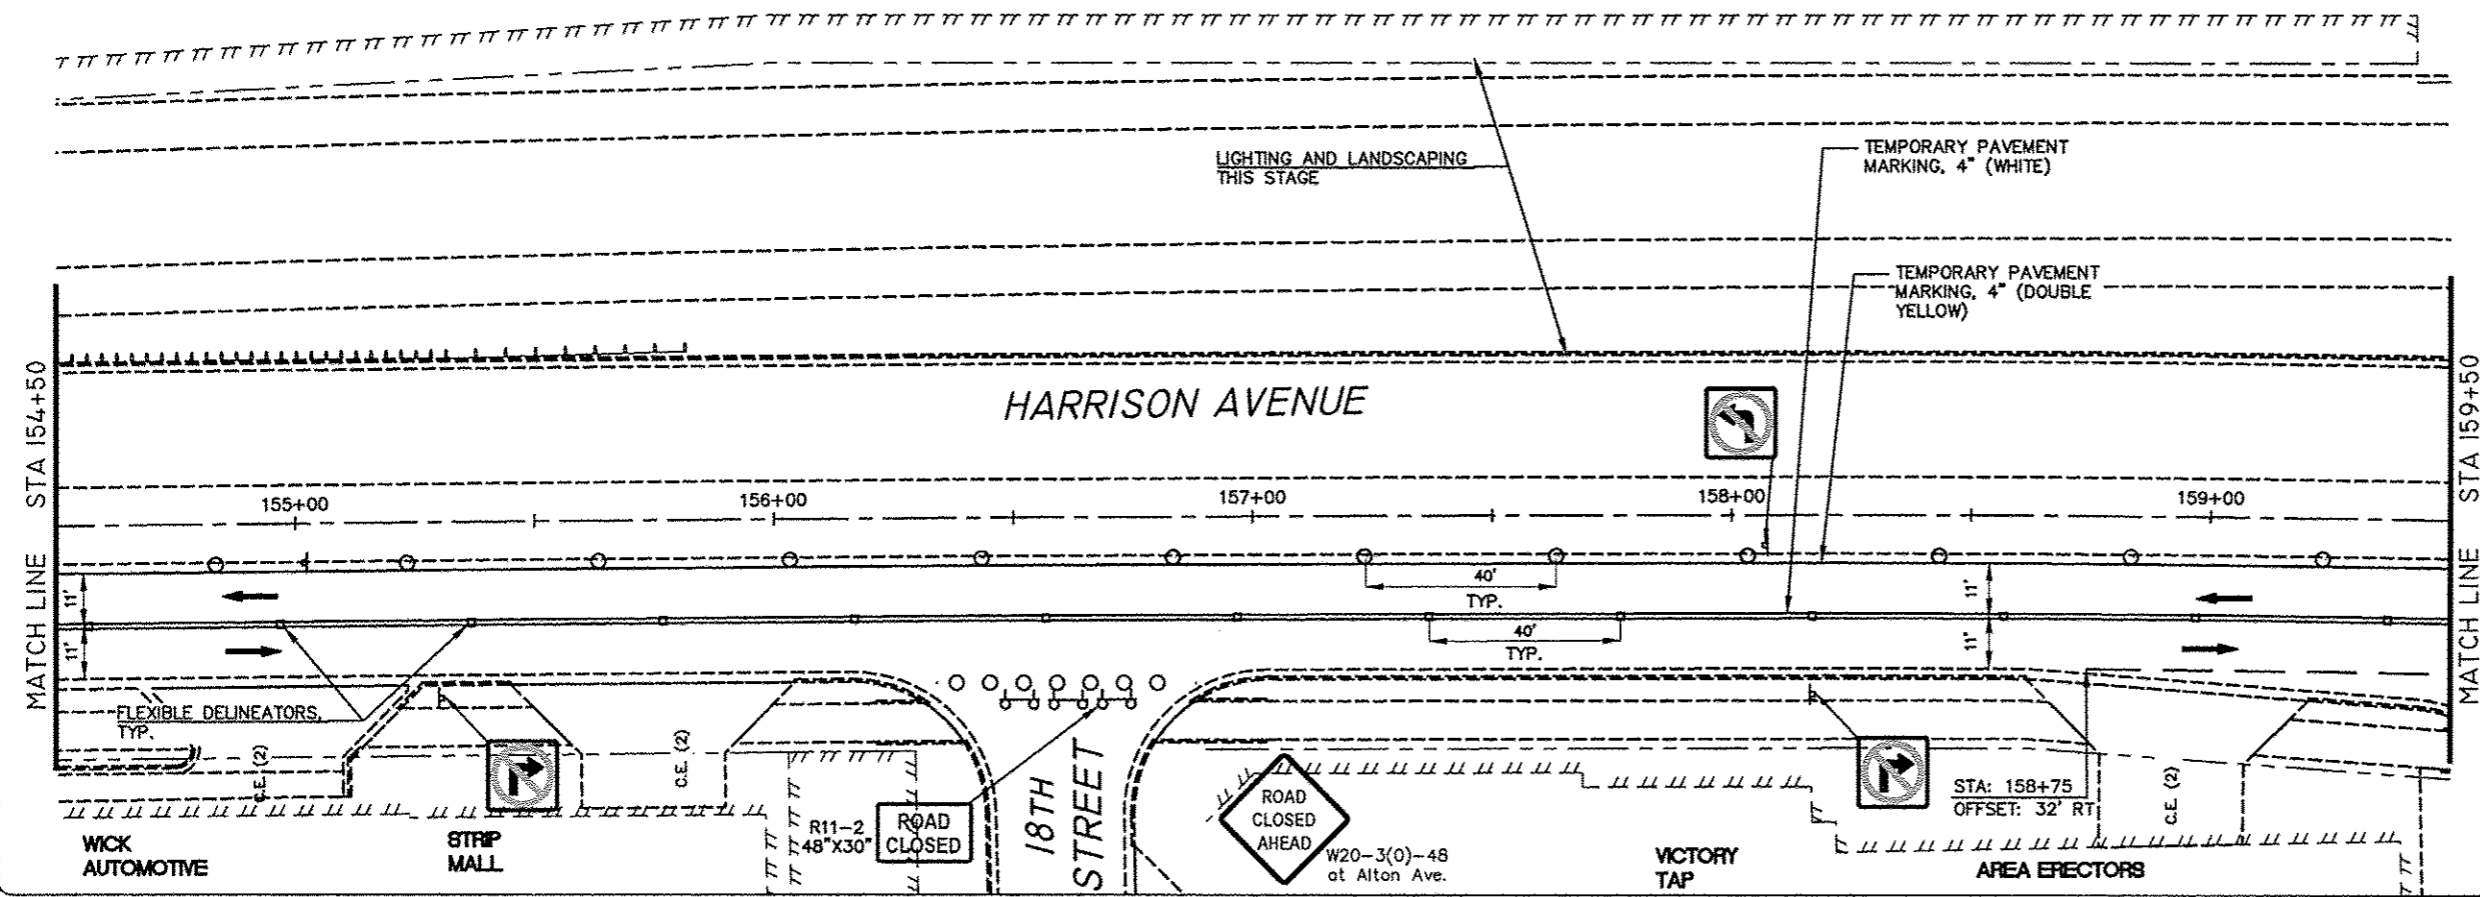 LIGHTING AND LANDSCAPING
THIS STAGE
TEMPORARY PAVEMENT
MARKING, 4" (WHITE)
TEMPORARY PAVEMENT
MARKING, 4" (DOUBLE
YELLOW)
HARRISON AVENUE
MATCH LINE STA 154+50
MATCH LINE STA 159+50
155+00
156+00
157+00
158+00
159+00
40'
TYP.
40'
TYP.
11'
11'
11'
11'
FLEXIBLE DELINEATORS,
TYP.
C.E. (2)
C.E. (2)
C.E. (2)
STA: 158+75
OFFSET: 32' RT
R11-2
48"X30"
ROAD
CLOSED
18TH
STREET
ROAD
CLOSED
AHEAD
W20-3(O)-48
at Alton Ave.
WICK
AUTOMOTIVE
STRIP
MALL
VICTORY
TAP
AREA ERECTORS